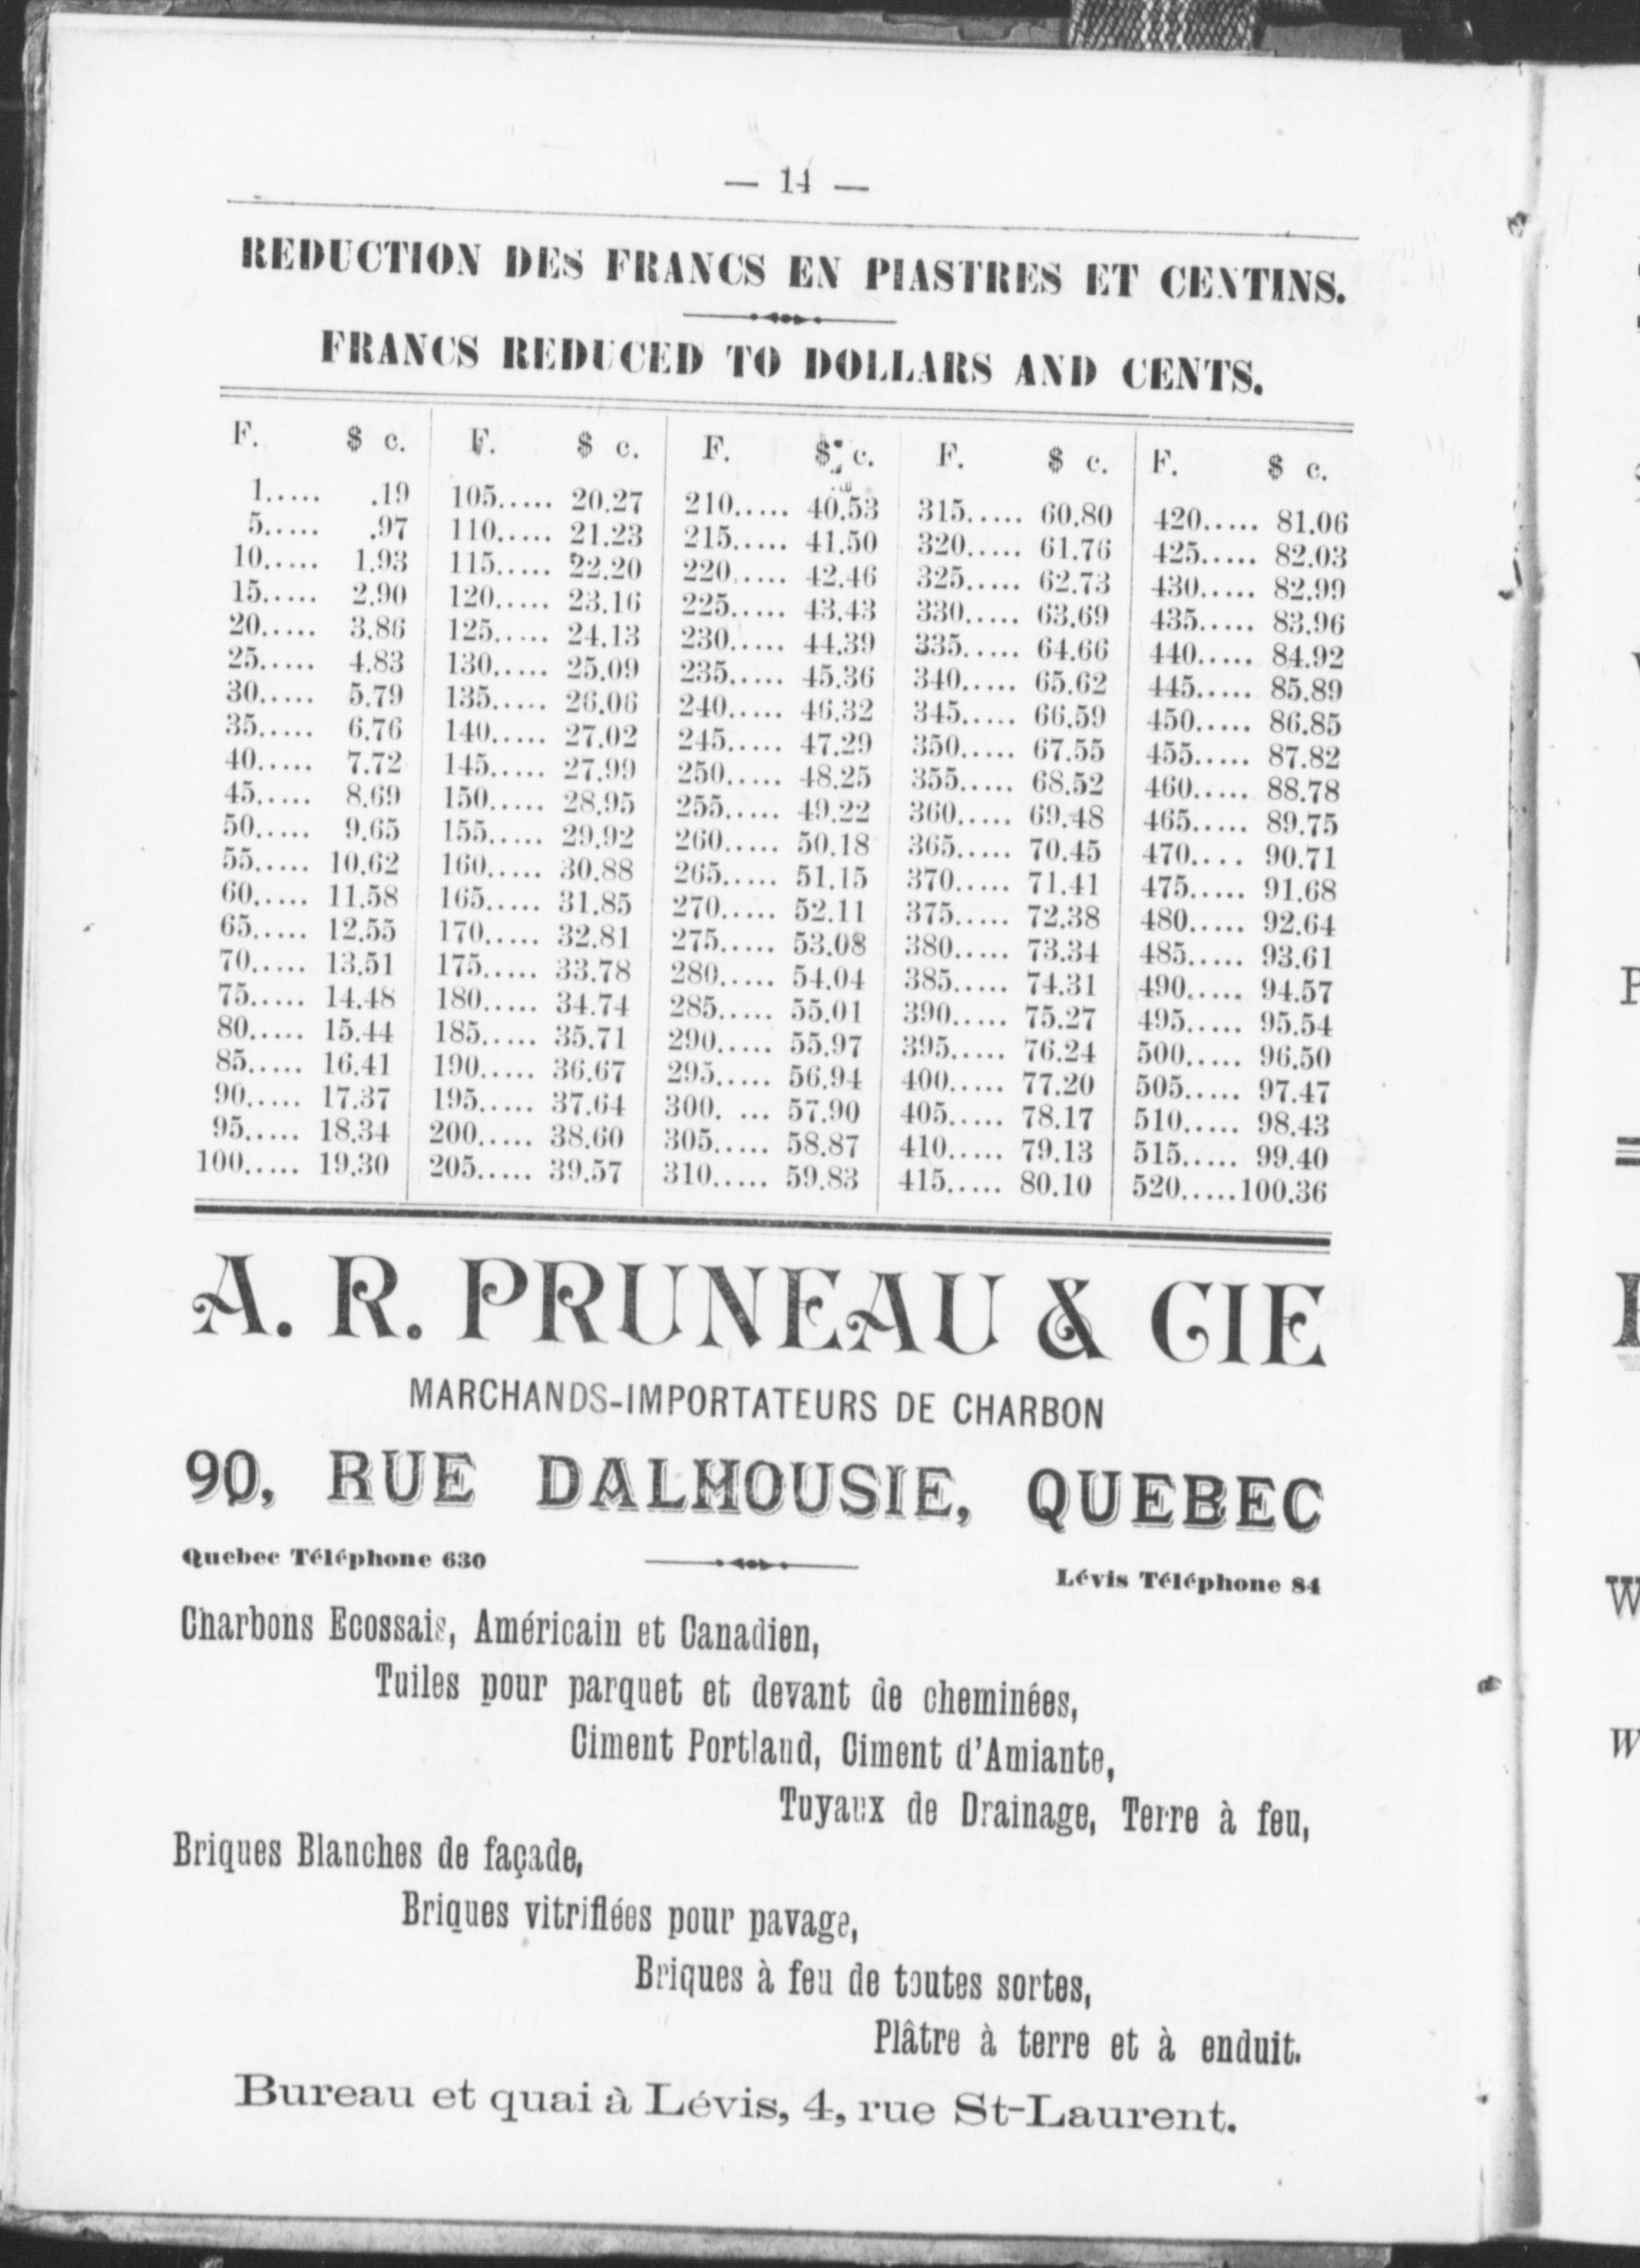 — 14 —
REDUCTION DES FRANCS EN PIASTRES ET CENTINS.
FRANCS REDUCED TO DOLLARS AND CENTS.
F. $ c. F. $ c. F. $ c. F. $ c. F. $ c.
1..... .19 105..... 20.27 210..... 40.53 315..... 60.80 420..... 81.06
5..... .97 110..... 21.23 215..... 41.50 320..... 61.76 425..... 82.03
10..... 1.93 115..... 22.20 220..... 42.46 325..... 62.73 430..... 82.99
15..... 2.90 120..... 23.16 225..... 43.43 330..... 63.69 435..... 83.96
20..... 3.86 125..... 24.13 230..... 44.39 335..... 64.66 440..... 84.92
25..... 4.83 130..... 25.09 235..... 45.36 340..... 65.62 445..... 85.89
30..... 5.79 135..... 26.06 240..... 46.32 345..... 66.59 450..... 86.85
35..... 6.76 140..... 27.02 245..... 47.29 350..... 67.55 455..... 87.82
40..... 7.72 145..... 27.99 250..... 48.25 355..... 68.52 460..... 88.78
45..... 8.69 150..... 28.95 255..... 49.22 360..... 69.48 465..... 89.75
50..... 9.65 155..... 29.92 260..... 50.18 365..... 70.45 470.... 90.71
55..... 10.62 160..... 30.88 265..... 51.15 370..... 71.41 475..... 91.68
60..... 11.58 165..... 31.85 270..... 52.11 375..... 72.38 480..... 92.64
65..... 12.55 170..... 32.81 275..... 53.08 380..... 73.34 485..... 93.61
70..... 13.51 175..... 33.78 280..... 54.04 385..... 74.31 490..... 94.57
75..... 14.48 180..... 34.74 285..... 55.01 390..... 75.27 495..... 95.54
80..... 15.44 185..... 35.71 290..... 55.97 395..... 76.24 500..... 96.50
85..... 16.41 190..... 36.67 295..... 56.94 400..... 77.20 505..... 97.47
90..... 17.37 195..... 37.64 300. ... 57.90 405..... 78.17 510..... 98.43
95..... 18.34 200..... 38.60 305..... 58.87 410..... 79.13 515..... 99.40
100..... 19.30 205..... 39.57 310..... 59.83 415..... 80.10 520.....100.36
A. R. PRUNEAU & CIE
MARCHANDS-IMPORTATEURS DE CHARBON
90, RUE DALHOUSIE, QUEBEC
Quebec Téléphone 630 Lévis Téléphone 84
Charbons Ecossais, Américain et Canadien,
Tuiles pour parquet et devant de cheminées,
Ciment Portland, Ciment d'Amiante,
Tuyaux de Drainage, Terre à feu,
Briques Blanches de façade,
Briques vitrifiées pour pavage,
Briques à feu de toutes sortes,
Plâtre à terre et à enduit.
Bureau et quai à Lévis, 4, rue St-Laurent.